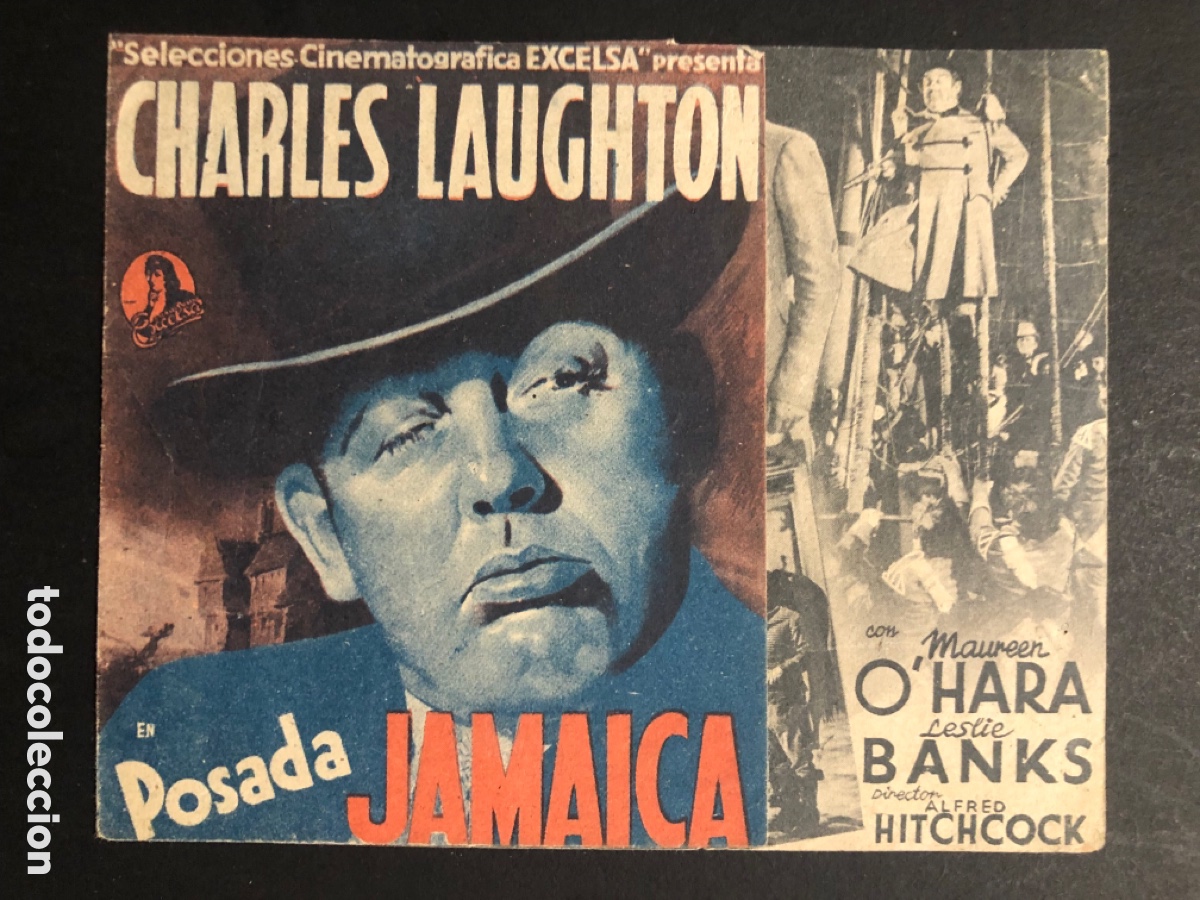 "Selecciones Cinematografica EXCELSA" presenta
CHARLES LAUGHTON
Excelsa
EN
Posada
JAMAICA
con Maureen
O'HARA
Leslie
BANKS
Director
ALFRED
HITCHCOCK
todocoleccion